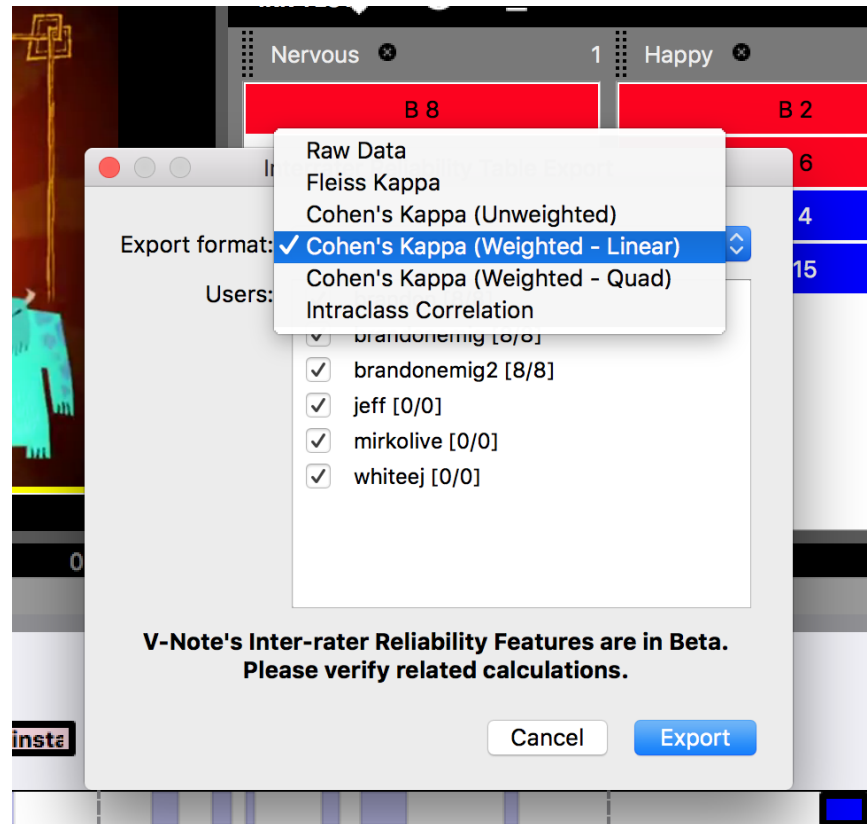 Nervous
1
Happy
B 8
B 2
6
4
15
Raw Data
Fleiss Kappa
Cohen's Kappa (Unweighted)
Export format:
✓ Cohen's Kappa (Weighted - Linear)
Cohen's Kappa (Weighted - Quad)
Users:
Intraclass Correlation
brandonemig [8/8]
brandonemig2 [8/8]
jeff [0/0]
mirkolive [0/0]
whiteej [0/0]
0
V-Note's Inter-rater Reliability Features are in Beta.
Please verify related calculations.
insta
Cancel
Export